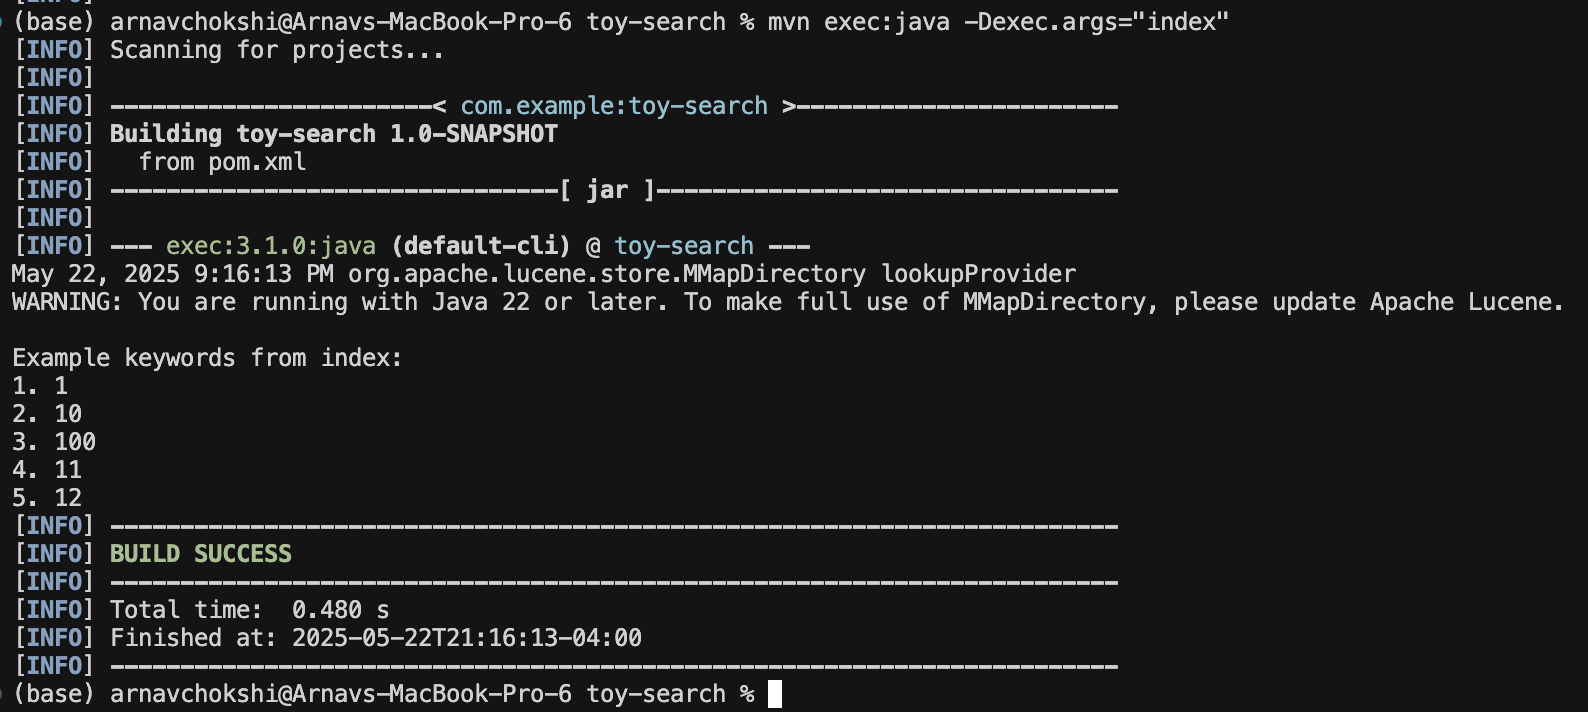 (base) arnavchokshi@Arnavs-MacBook-Pro-6 toy-search % mvn exec:java -Dexec.args="index"
[INFO] Scanning for projects...
[INFO]
[INFO] -----------------------< com.example:toy-search >-----------------------
[INFO] Building toy-search 1.0-SNAPSHOT
[INFO]   from pom.xml
[INFO] --------------------------------[ jar ]---------------------------------
[INFO]
[INFO] --- exec:3.1.0:java (default-cli) @ toy-search ---
May 22, 2025 9:16:13 PM org.apache.lucene.store.MMapDirectory lookupProvider
WARNING: You are running with Java 22 or later. To make full use of MMapDirectory, please update Apache Lucene.
Example keywords from index:
1. 1
2. 10
3. 100
4. 11
5. 12
[INFO] ------------------------------------------------------------------------
[INFO] BUILD SUCCESS
[INFO] ------------------------------------------------------------------------
[INFO] Total time:  0.480 s
[INFO] Finished at: 2025-05-22T21:16:13-04:00
[INFO] ------------------------------------------------------------------------
(base) arnavchokshi@Arnavs-MacBook-Pro-6 toy-search %